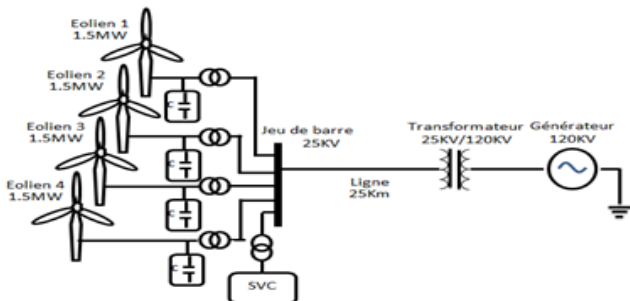 Eolien 1
1.5MW
Eolien 2
1.5MW
Eolien 3
1.5MW
Eolien 4
1.5MW
C
C
C
C
Jeu de barre
25KV
Ligne
25Km
Transformateur
25KV/120KV
Générateur
120KV
SVC